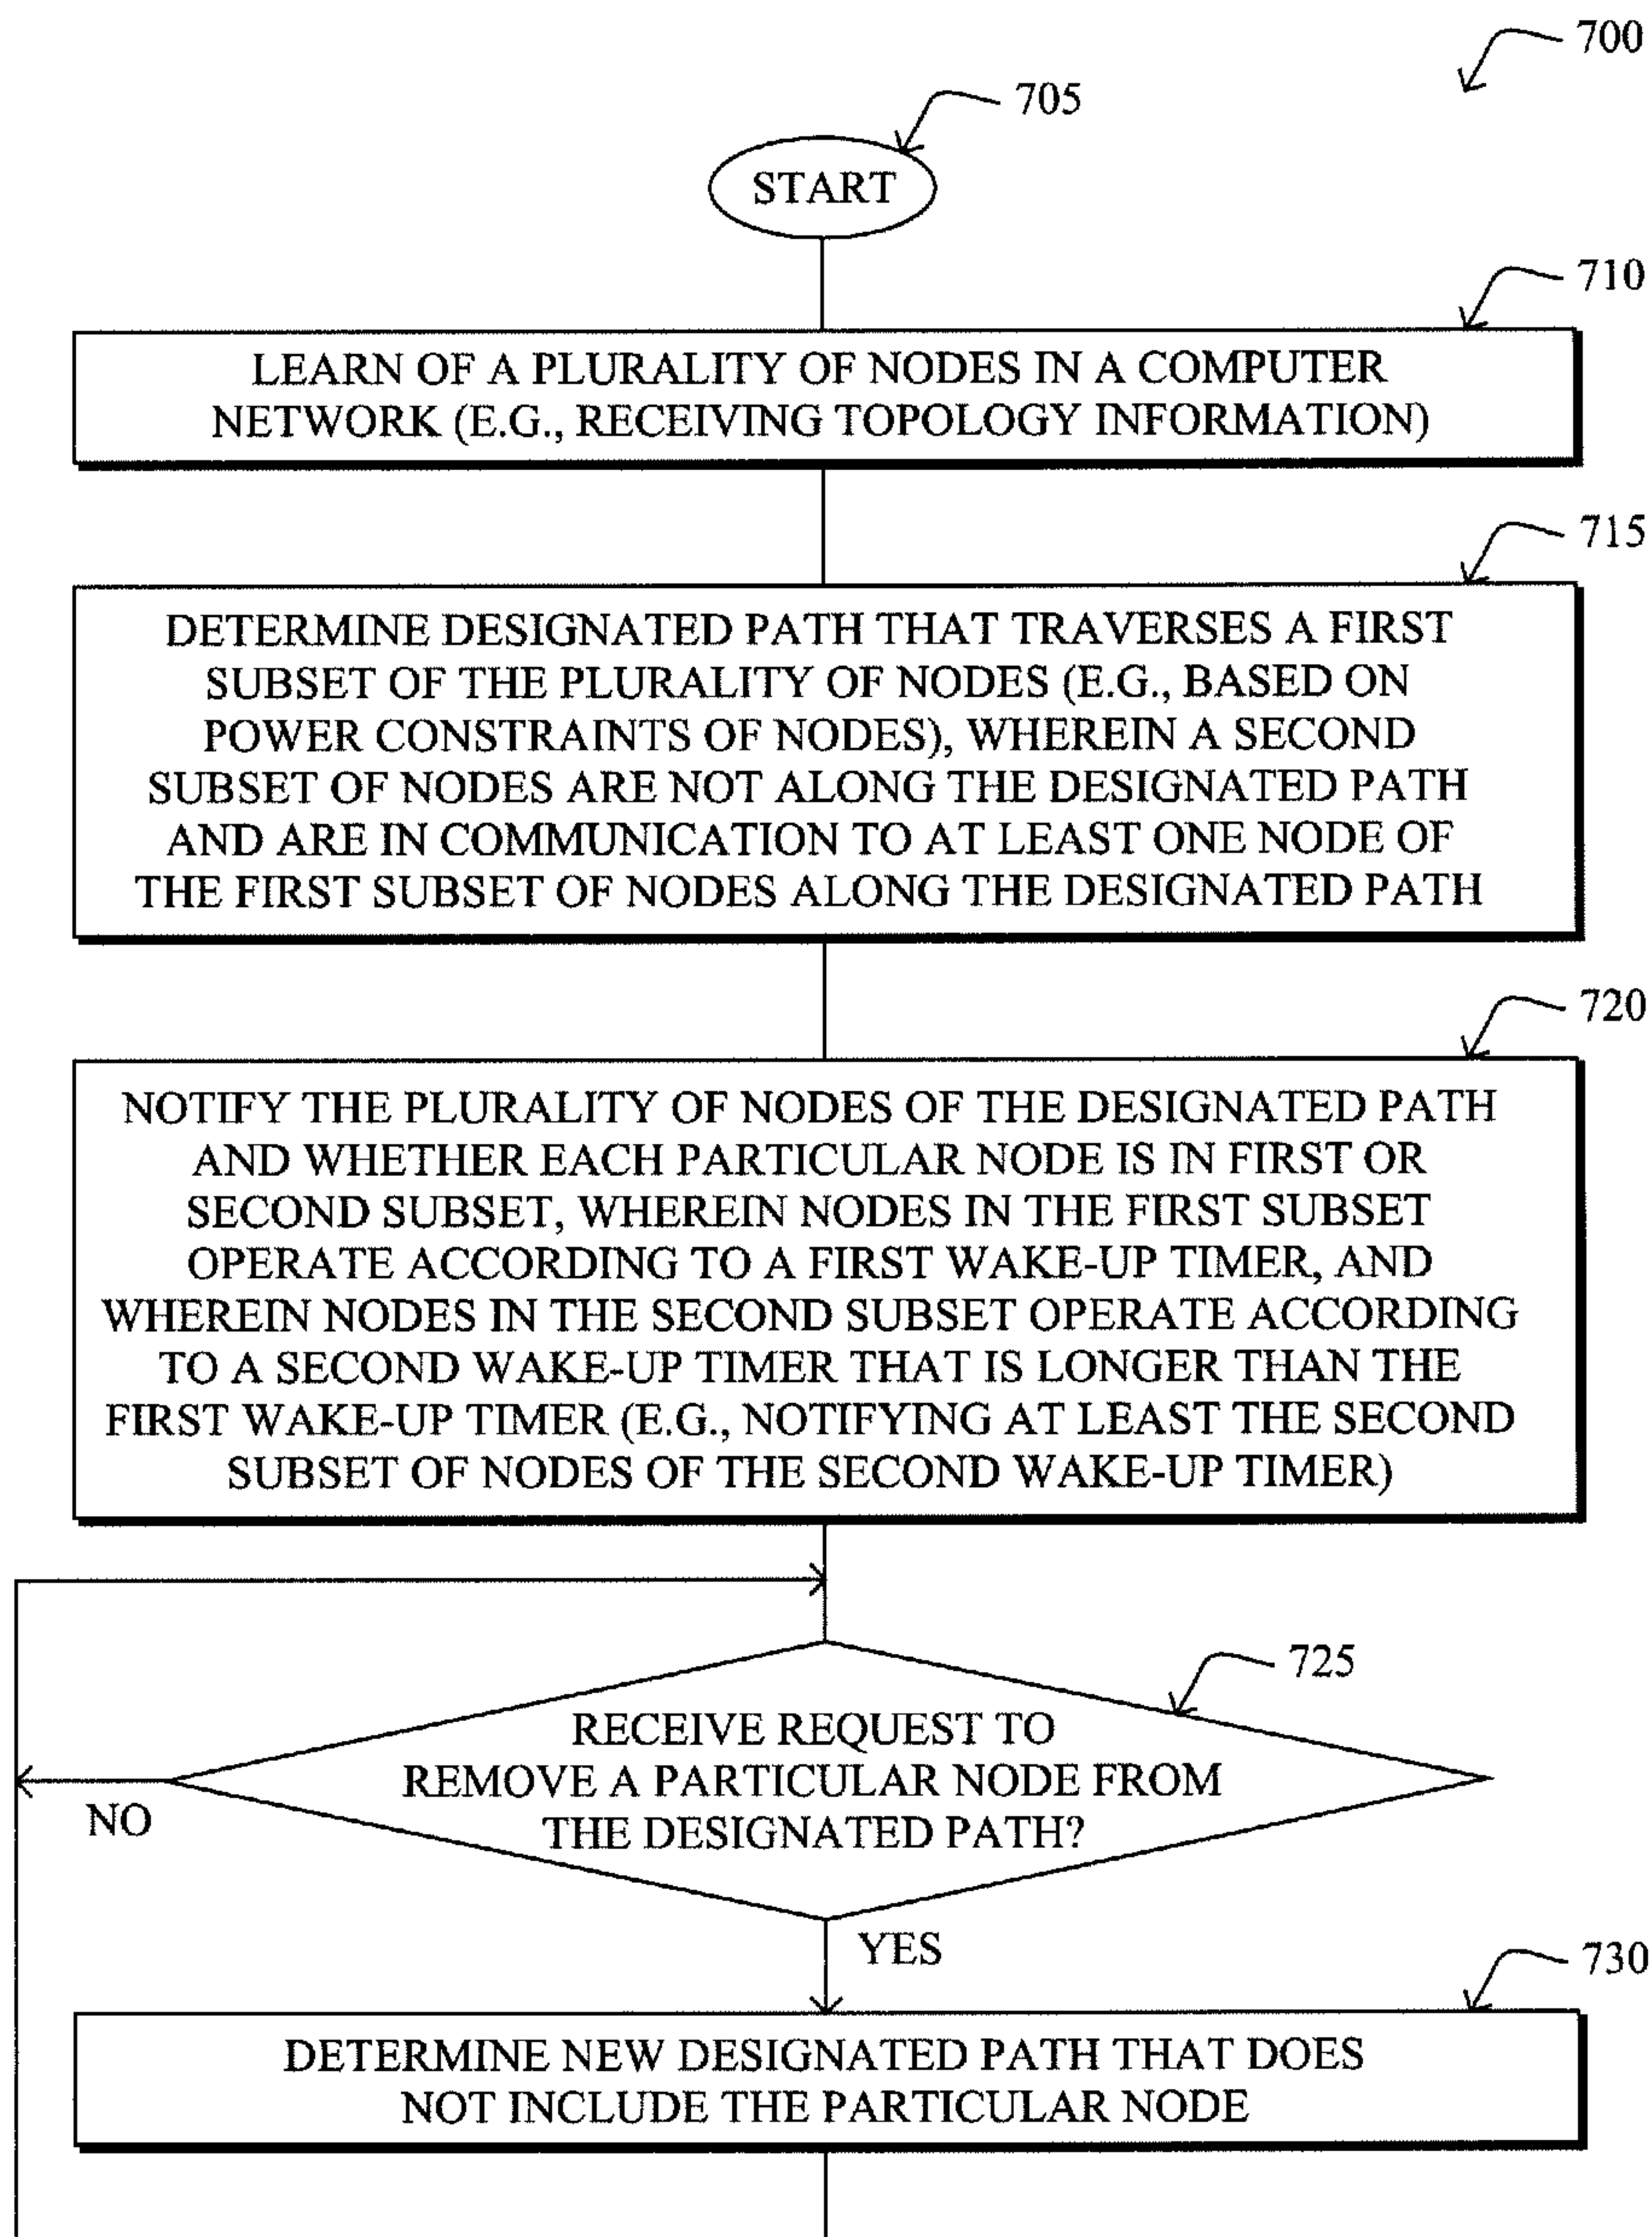 700
705
START
710
LEARN OF A PLURALITY OF NODES IN A COMPUTER
NETWORK (E.G., RECEIVING TOPOLOGY INFORMATION)
715
DETERMINE DESIGNATED PATH THAT TRAVERSES A FIRST
SUBSET OF THE PLURALITY OF NODES (E.G., BASED ON
POWER CONSTRAINTS OF NODES), WHEREIN A SECOND
SUBSET OF NODES ARE NOT ALONG THE DESIGNATED PATH
AND ARE IN COMMUNICATION TO AT LEAST ONE NODE OF
THE FIRST SUBSET OF NODES ALONG THE DESIGNATED PATH
720
NOTIFY THE PLURALITY OF NODES OF THE DESIGNATED PATH
AND WHETHER EACH PARTICULAR NODE IS IN FIRST OR
SECOND SUBSET, WHEREIN NODES IN THE FIRST SUBSET
OPERATE ACCORDING TO A FIRST WAKE-UP TIMER, AND
WHEREIN NODES IN THE SECOND SUBSET OPERATE ACCORDING
TO A SECOND WAKE-UP TIMER THAT IS LONGER THAN THE
FIRST WAKE-UP TIMER (E.G., NOTIFYING AT LEAST THE SECOND
SUBSET OF NODES OF THE SECOND WAKE-UP TIMER)
725
RECEIVE REQUEST TO
REMOVE A PARTICULAR NODE FROM
THE DESIGNATED PATH?
NO
YES
730
DETERMINE NEW DESIGNATED PATH THAT DOES
NOT INCLUDE THE PARTICULAR NODE